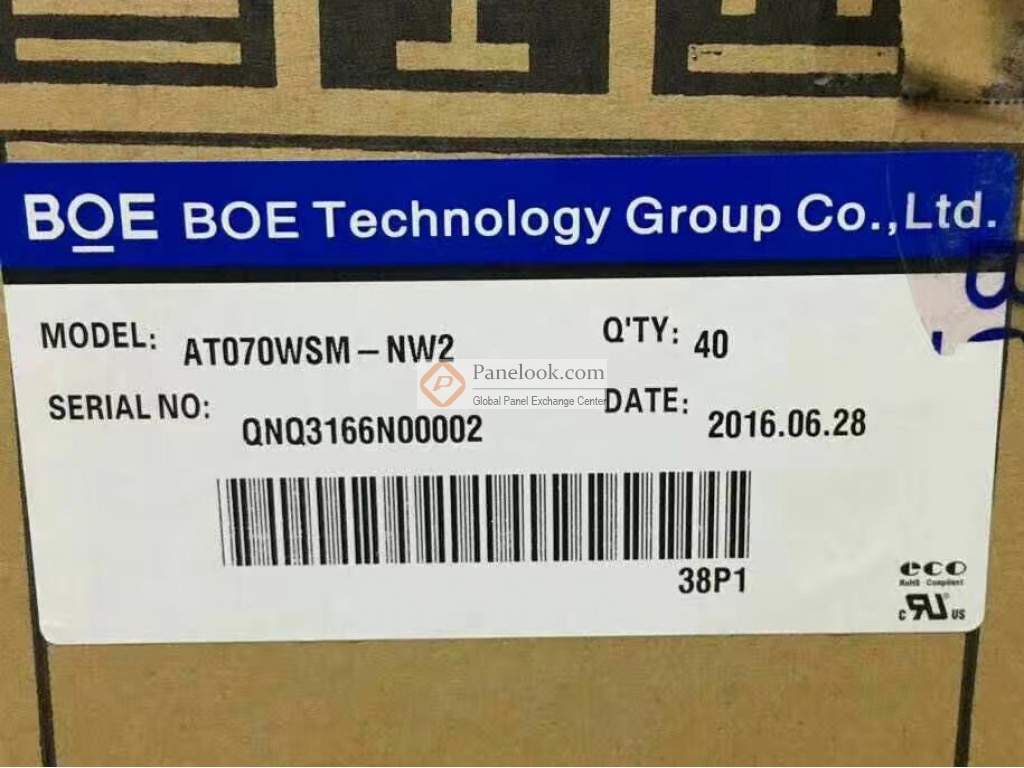 BOE BOE Technology Group Co.,Ltd.
MODEL: AT070WSM-NW2 Q'TY: 40
Panelook.com
Global Panel Exchange Center
SERIAL NO: QNQ3166N00002 DATE: 2016.06.28
38P1
eco
RoHS Compliant
c RU US